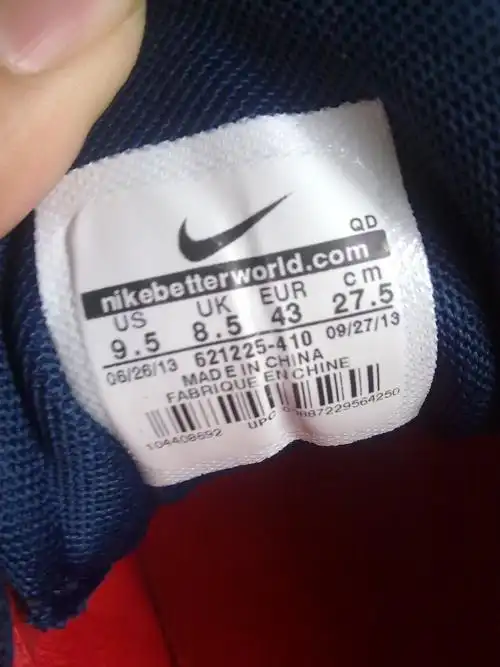 QD
nikebetterworld.com
US UK EUR cm
9.5 8.5 43 27.5
06/26/13 621225-410 09/27/13
MADE IN CHINA
FABRIQUE EN CHINE
104408692 UPC 887229564250